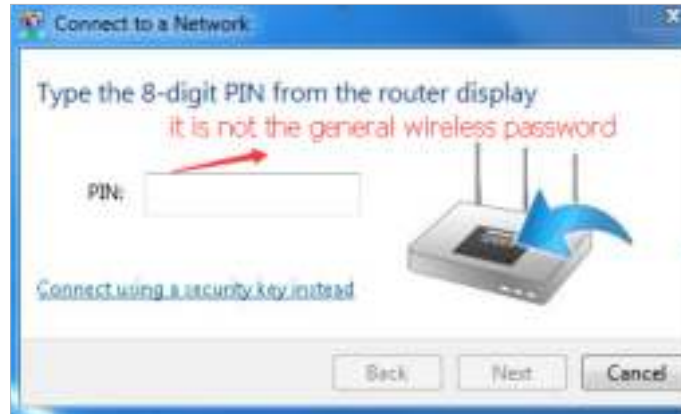 Connect to a Network
Type the 8-digit PIN from the router display
it is not the general wireless password
PIN:
Connect using a security key instead
Back Next Cancel